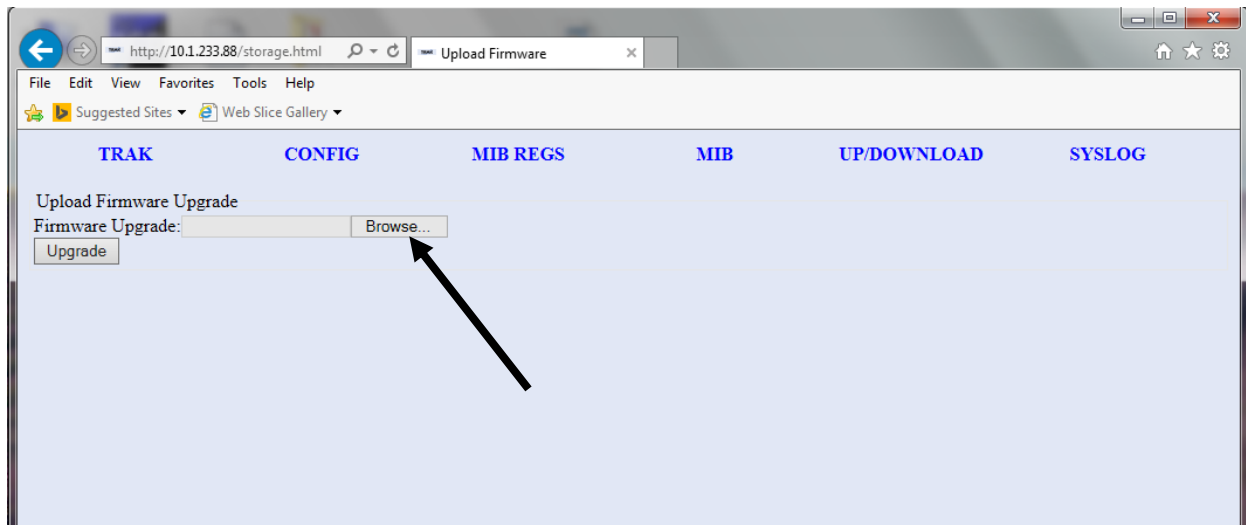 http://10.1.233.88/storage.html
Upload Firmware
File Edit View Favorites Tools Help
Suggested Sites Web Slice Gallery
TRAK CONFIG MIB REGS MIB UP/DOWNLOAD SYSLOG
Upload Firmware Upgrade
Firmware Upgrade: Browse...
Upgrade